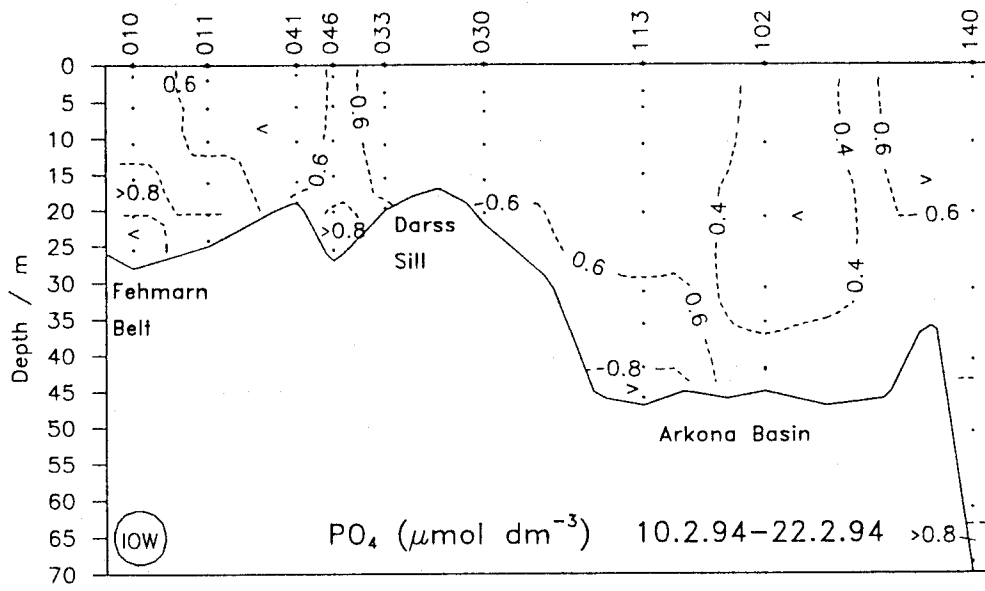 010 011 041 046 033 030 113 102 140
0
5
10
15
20
25
30
35
40
45
50
55
60
65
70
Depth / m
0.6 0.6 0.6 0.4 0.6
< <
>0.8 >0.8 < >
0.6 0.6 0.4 < 0.6
0.6 0.6 0.4
0.8 >
Darss
Sill
Fehmarn
Belt
Arkona Basin
IOW
PO₄ (μmol dm⁻³) 10.2.94–22.2.94 >0.8